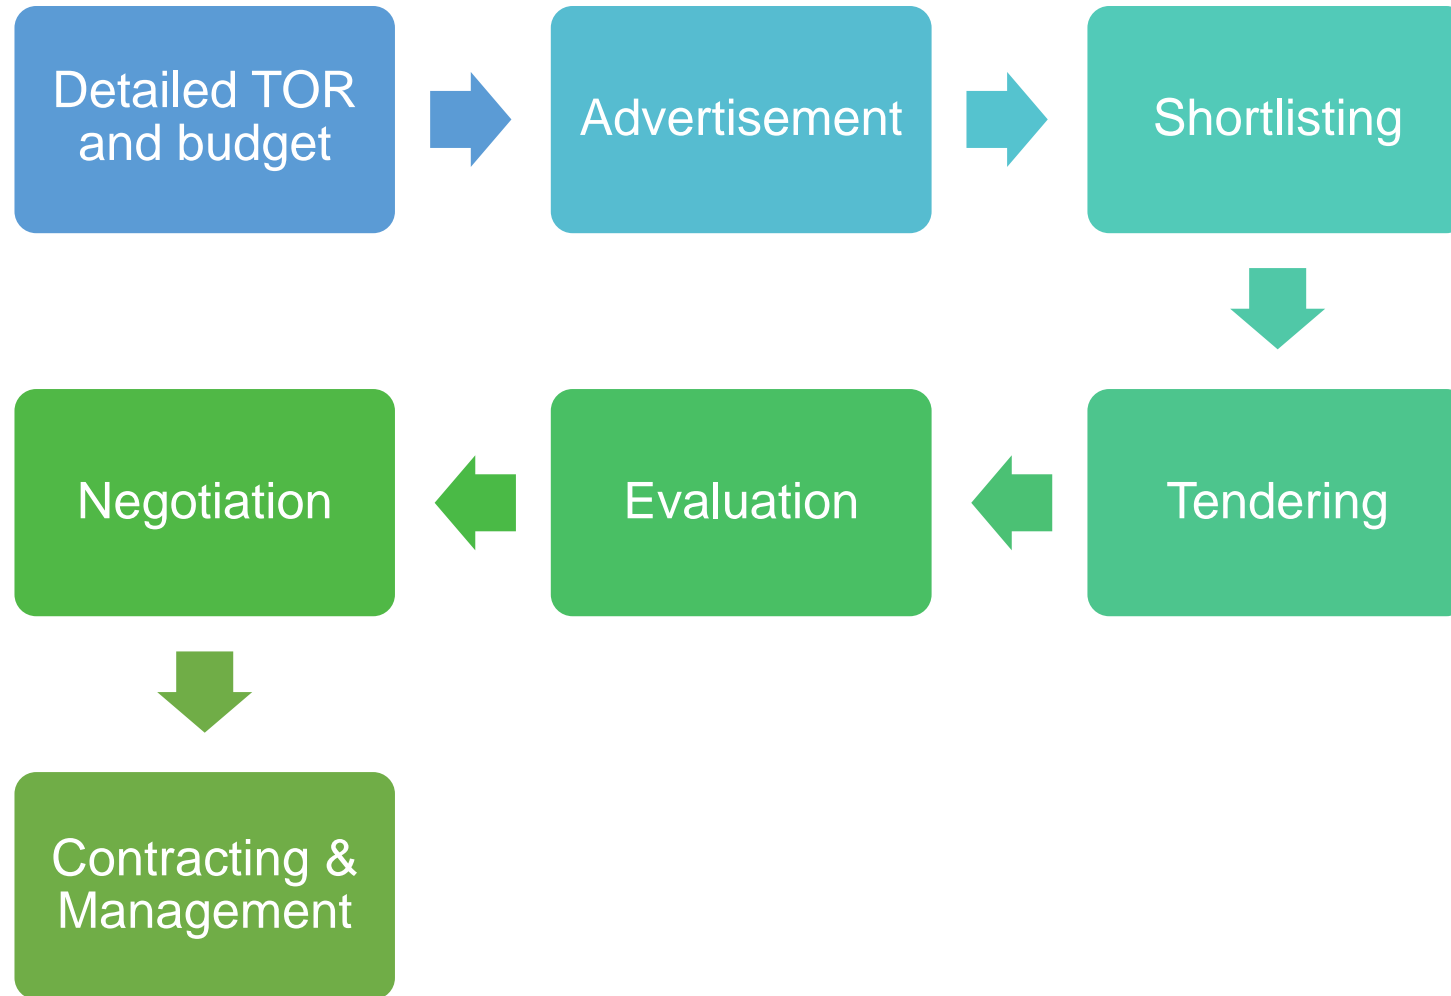 Detailed TOR
and budget
Advertisement
Shortlisting
Tendering
Evaluation
Negotiation
Contracting &
Management